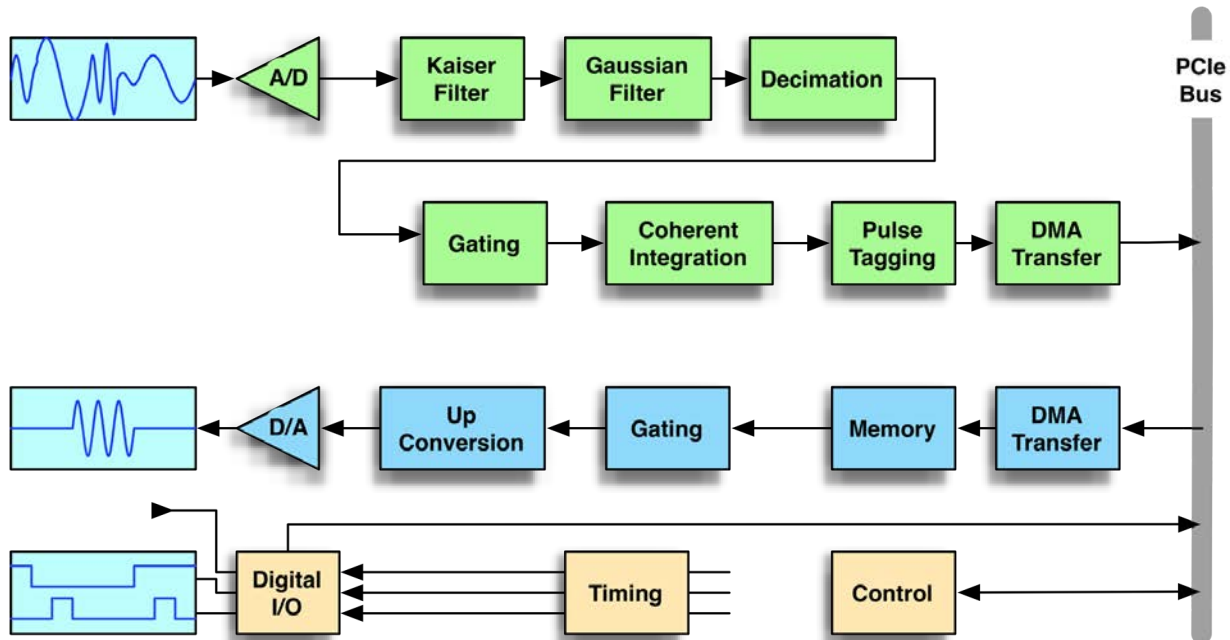 A/D
Kaiser
Filter
Gaussian
Filter
Decimation
PCIe
Bus
Gating
Coherent
Integration
Pulse
Tagging
DMA
Transfer
D/A
Up
Conversion
Gating
Memory
DMA
Transfer
Digital
I/O
Timing
Control